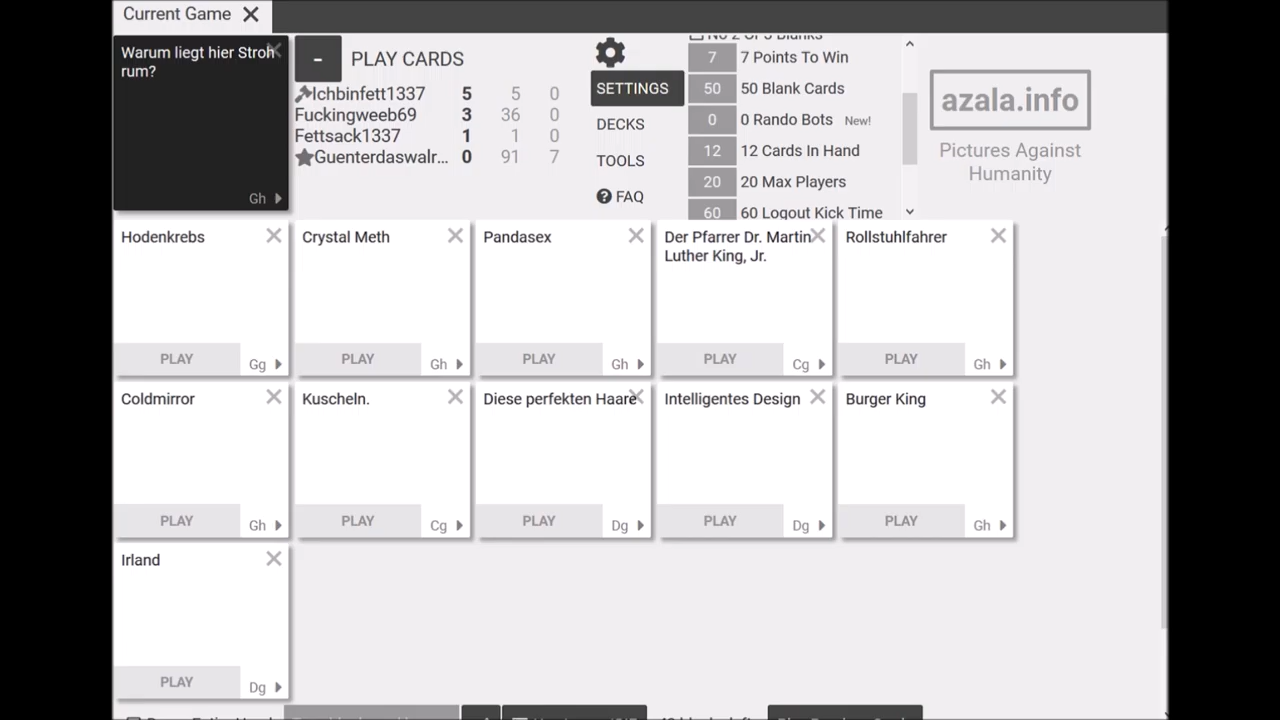 Current Game
Warum liegt hier Stroh
rum?
Gh
-
PLAY CARDS
Ichbinfett1337 5 5 0
Fuckingweeb69 3 36 0
Fettsack1337 1 1 0
Guenterdaswalr... 0 91 7
SETTINGS
DECKS
TOOLS
FAQ
7 7 Points To Win
50 50 Blank Cards
0 0 Rando Bots New!
12 12 Cards In Hand
20 20 Max Players
60 60 Logout Kick Time
azala.info
Pictures Against
Humanity
Hodenkrebs
PLAY Gg
Crystal Meth
PLAY Gh
Pandasex
PLAY Gh
Der Pfarrer Dr. Martin
Luther King, Jr.
PLAY Cg
Rollstuhlfahrer
PLAY Gh
Coldmirror
PLAY Gh
Kuscheln.
PLAY Cg
Diese perfekten Haare
PLAY Dg
Intelligentes Design
PLAY Dg
Burger King
PLAY Gh
Irland
PLAY Dg